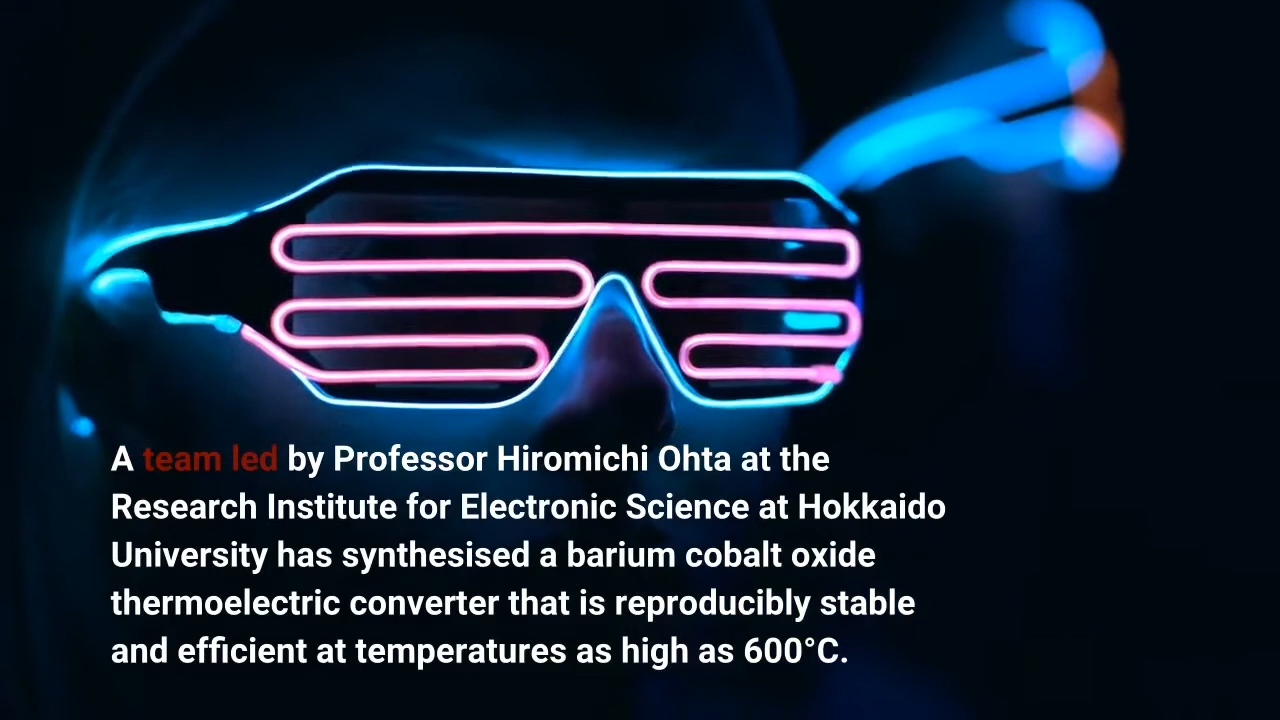 A team led by Professor Hiromichi Ohta at the
Research Institute for Electronic Science at Hokkaido
University has synthesised a barium cobalt oxide
thermoelectric converter that is reproducibly stable
and efficient at temperatures as high as 600°C.